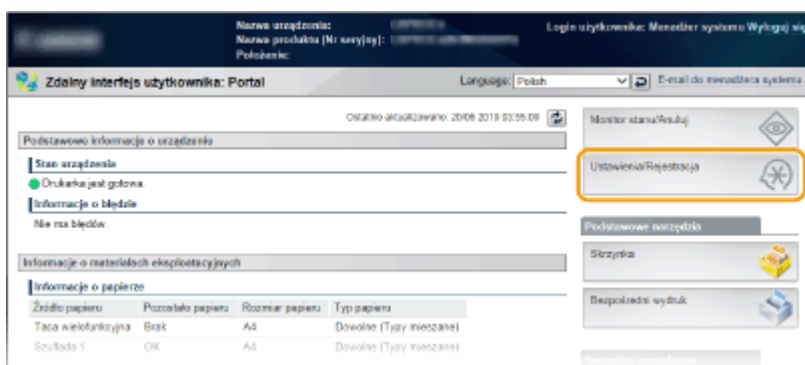 Nazwa urządzenia:
Nazwa produktu (Nr seryjny):
Położenie:
Login użytkownika: Menedżer systemu Wyloguj się
Zdalny interfejs użytkownika: Portal
Language: Polish
E-mail do menedżera systemu
Ostatnio aktualizowano: 20/06 2019 03:55:09
Podstawowe informacje o urządzeniu
Stan urządzenia
Drukarka jest gotowa.
Informacje o błędzie
Nie ma błędów.
Informacje o materiałach eksploatacyjnych
Informacje o papierze
Źródło papieru Pozostało papieru Rozmiar papieru Typ papieru
Taca wielofunkcyjna Brak A4 Dowolne (Typy mieszane)
Szuflada 1 OK A4 Dowolne (Typy mieszane)
Monitor stanu/Anuluj
Ustawienia/Rejestracja
Podstawowe narzędzia
Skrzynka
Bezpośredni wydruk